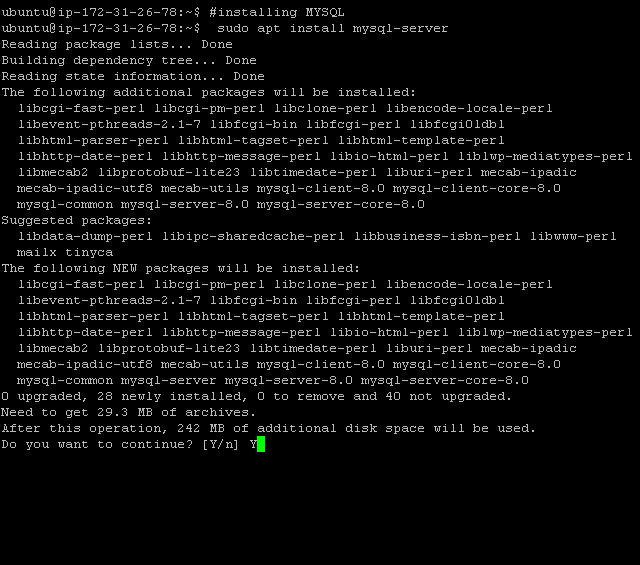 ubuntu@ip-172-31-26-78:~$ #installing MYSQL
ubuntu@ip-172-31-26-78:~$  sudo apt install mysql-server
Reading package lists... Done
Building dependency tree... Done
Reading state information... Done
The following additional packages will be installed:
  libcgi-fast-perl libcgi-pm-perl libclone-perl libencode-locale-perl
  libevent-pthreads-2.1-7 libfcgi-bin libfcgi-perl libfcgi0ldbl
  libhtml-parser-perl libhtml-tagset-perl libhtml-template-perl
  libhttp-date-perl libhttp-message-perl libio-html-perl liblwp-mediatypes-perl
  libmecab2 libprotobuf-lite23 libtimedate-perl liburi-perl mecab-ipadic
  mecab-ipadic-utf8 mecab-utils mysql-client-8.0 mysql-client-core-8.0
  mysql-common mysql-server-8.0 mysql-server-core-8.0
Suggested packages:
  libdata-dump-perl libipc-sharedcache-perl libbusiness-isbn-perl libwww-perl
  mailx tinyca
The following NEW packages will be installed:
  libcgi-fast-perl libcgi-pm-perl libclone-perl libencode-locale-perl
  libevent-pthreads-2.1-7 libfcgi-bin libfcgi-perl libfcgi0ldbl
  libhtml-parser-perl libhtml-tagset-perl libhtml-template-perl
  libhttp-date-perl libhttp-message-perl libio-html-perl liblwp-mediatypes-perl
  libmecab2 libprotobuf-lite23 libtimedate-perl liburi-perl mecab-ipadic
  mecab-ipadic-utf8 mecab-utils mysql-client-8.0 mysql-client-core-8.0
  mysql-common mysql-server mysql-server-8.0 mysql-server-core-8.0
0 upgraded, 28 newly installed, 0 to remove and 40 not upgraded.
Need to get 29.3 MB of archives.
After this operation, 242 MB of additional disk space will be used.
Do you want to continue? [Y/n] Y